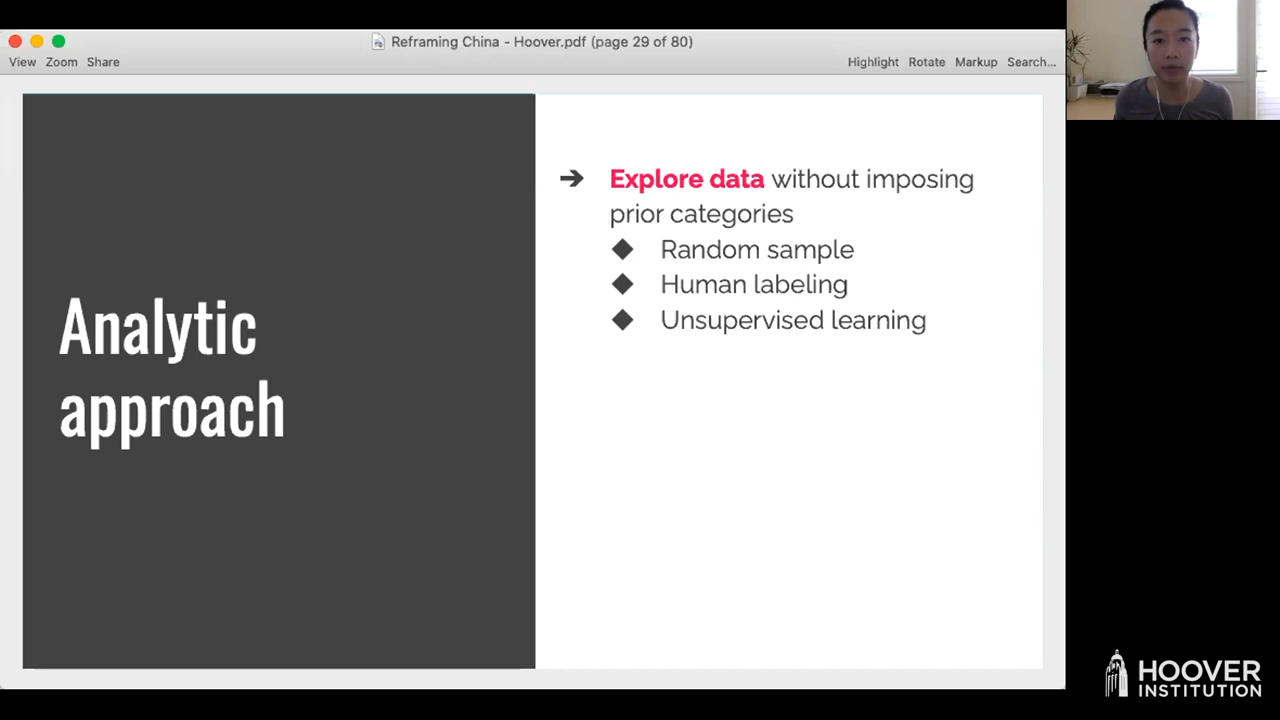 Reframing China - Hoover.pdf (page 29 of 80)
View Zoom Share
Highlight Rotate Markup Search...
Analytic
approach
➔ Explore data without imposing
prior categories
◆ Random sample
◆ Human labeling
◆ Unsupervised learning
HOOVER
INSTITUTION